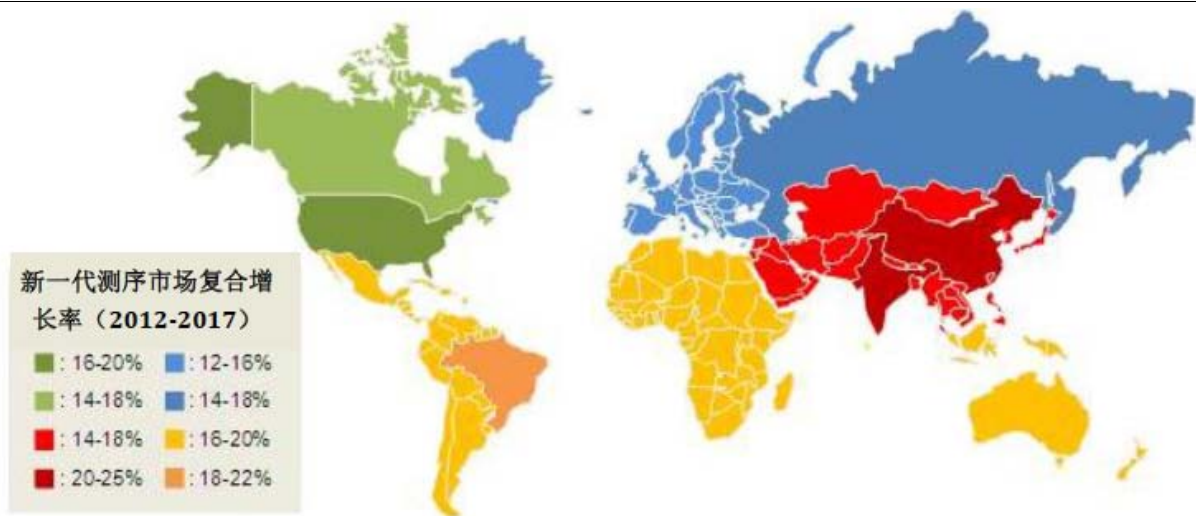 新一代测序市场复合增
长率（2012-2017）
: 16-20% : 12-16%
: 14-18% : 14-18%
: 14-18% : 16-20%
: 20-25% : 18-22%